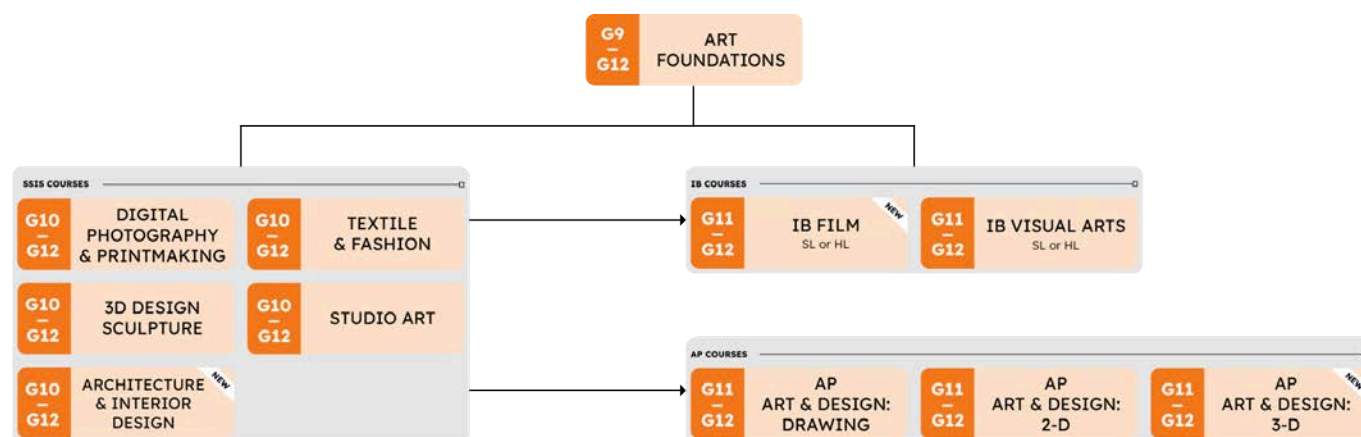 G9
—
G12
ART
FOUNDATIONS
SSIS COURSES
G10
—
G12
DIGITAL
PHOTOGRAPHY
& PRINTMAKING
G10
—
G12
TEXTILE
& FASHION
G10
—
G12
3D DESIGN
SCULPTURE
G10
—
G12
STUDIO ART
G10
—
G12
ARCHITECTURE
& INTERIOR
DESIGN
NEW
IB COURSES
G11
—
G12
IB FILM
SL or HL
NEW
G11
—
G12
IB VISUAL ARTS
SL or HL
AP COURSES
G11
—
G12
AP
ART & DESIGN:
DRAWING
G11
—
G12
AP
ART & DESIGN:
2-D
G11
—
G12
AP
ART & DESIGN:
3-D
NEW